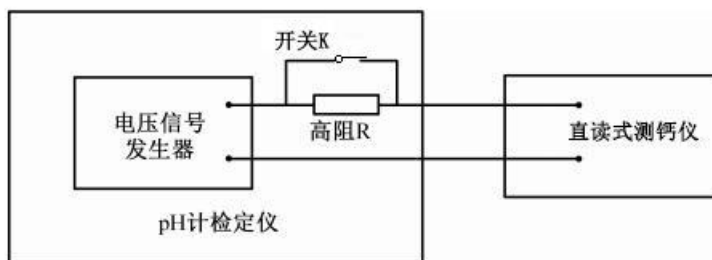 开关K
电压信号
发生器
高阻R
直读式测钙仪
pH计检定仪